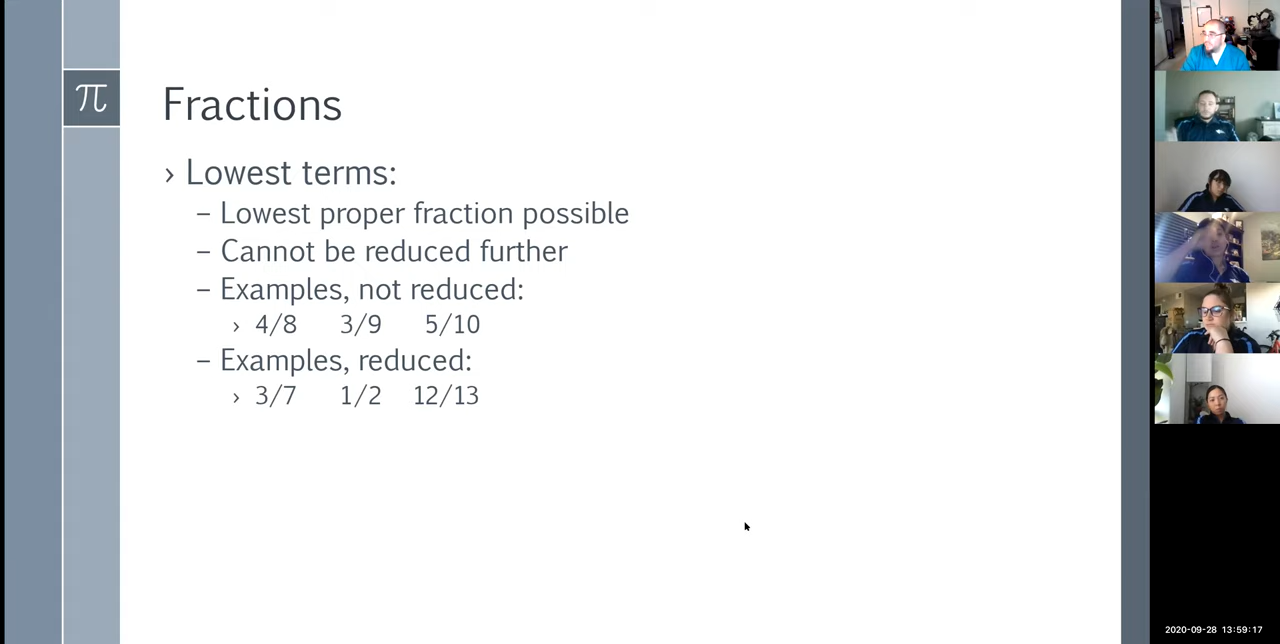 π
Fractions
› Lowest terms:
– Lowest proper fraction possible
– Cannot be reduced further
– Examples, not reduced:
› 4/8 3/9 5/10
– Examples, reduced:
› 3/7 1/2 12/13
2020-09-28 13:59:17